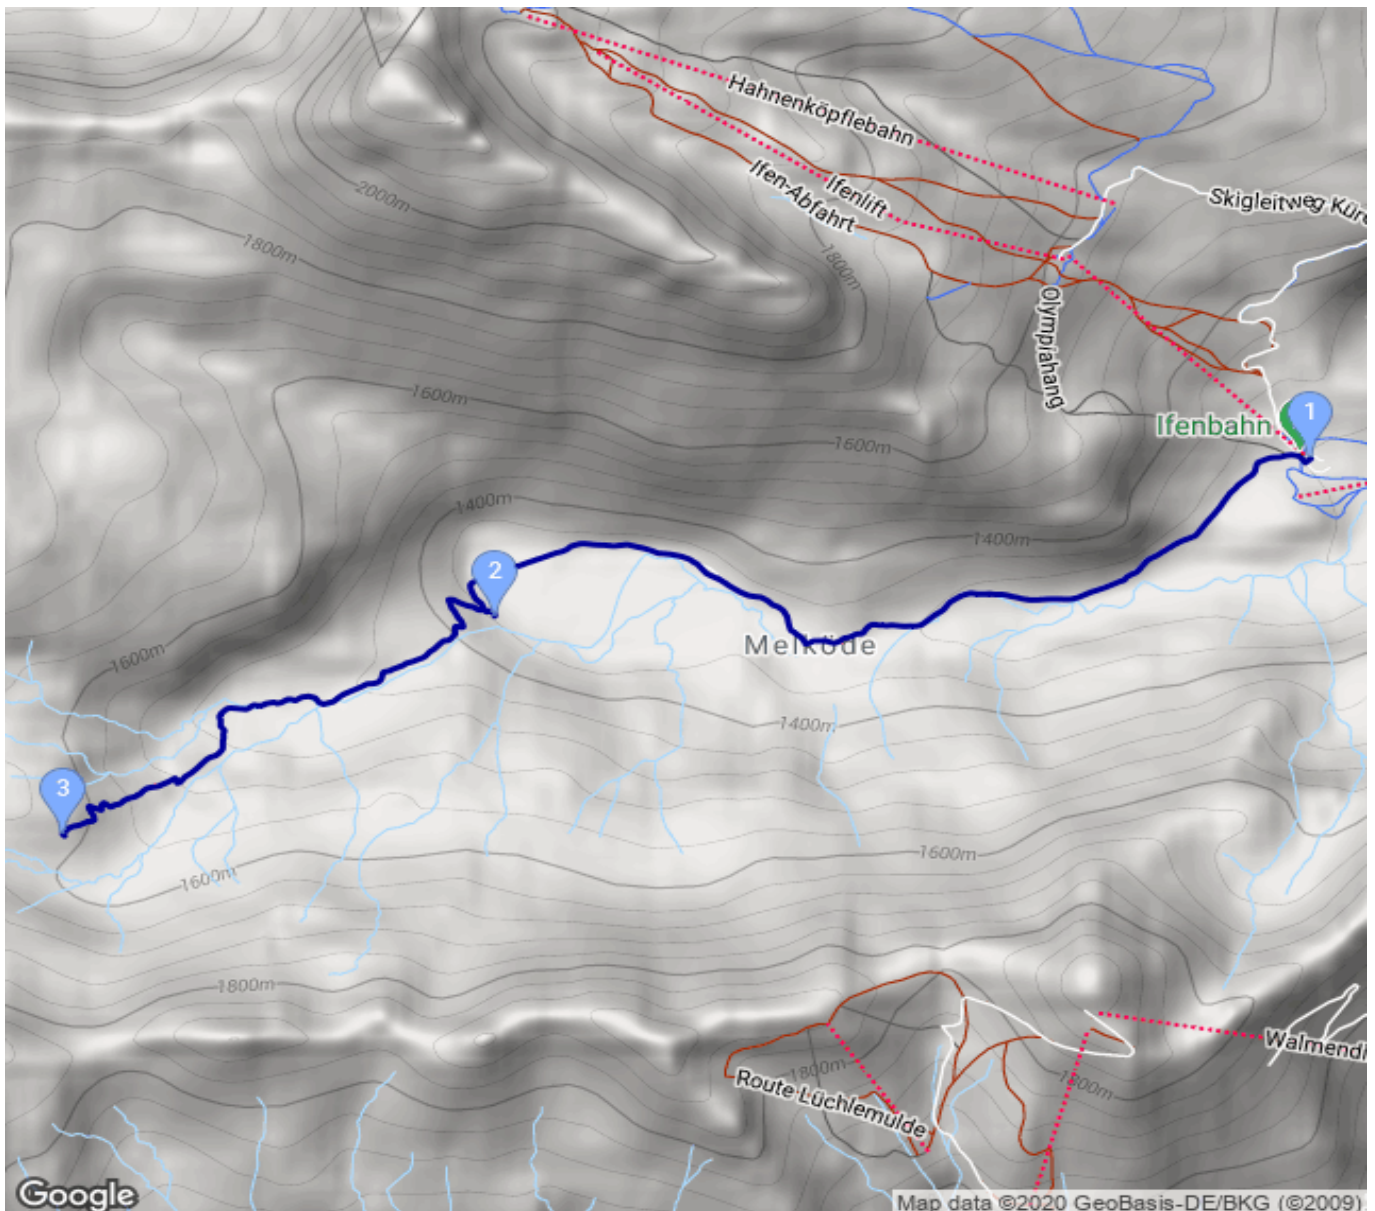 Hahnenköpflebahn
Ifenlift
Ifen-Abfahrt
Skigleitweg Küre
2000m
1800m
1800m
Olympiahang
1600m
1
Ifenbahn
1600m
1400m
1400m
2
Melköde
1600m
1400m
3
1600m
1600m
1800m
Walmendi
1800m
1800m
Route Lüchlemulde
Google
Map data ©2020 GeoBasis-DE/BKG (©2009)